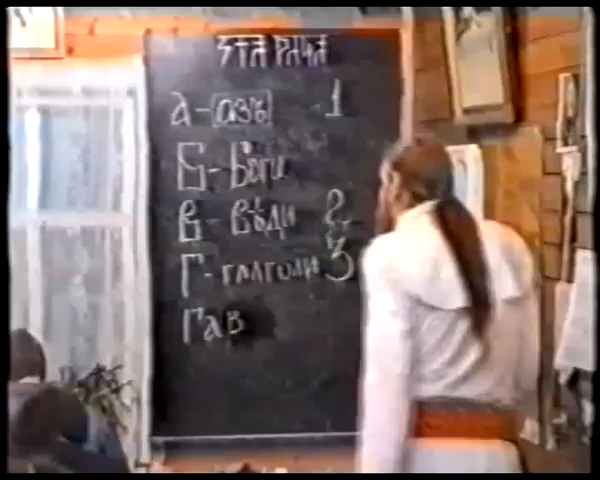 А-(азъ) 1
Б-Боги
В-вѣди 2
Г-глаголи 3
Гав